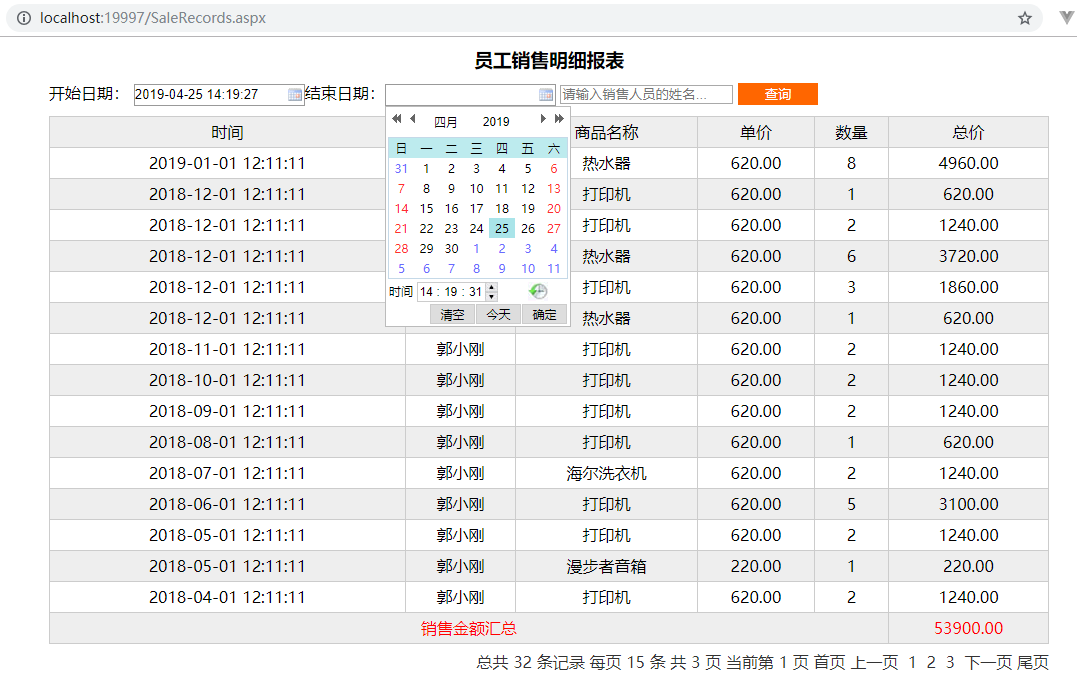 localhost:19997/SaleRecords.aspx
员工销售明细报表
开始日期： 2019-04-25 14:19:27 结束日期： 请输入销售人员的姓名... 查询
时间 商品名称 单价 数量 总价
2019-01-01 12:11:11 热水器 620.00 8 4960.00
2018-12-01 12:11:11 打印机 620.00 1 620.00
2018-12-01 12:11:11 打印机 620.00 2 1240.00
2018-12-01 12:11:11 热水器 620.00 6 3720.00
2018-12-01 12:11:11 打印机 620.00 3 1860.00
2018-12-01 12:11:11 热水器 620.00 1 620.00
2018-11-01 12:11:11 郭小刚 打印机 620.00 2 1240.00
2018-10-01 12:11:11 郭小刚 打印机 620.00 2 1240.00
2018-09-01 12:11:11 郭小刚 打印机 620.00 2 1240.00
2018-08-01 12:11:11 郭小刚 打印机 620.00 1 620.00
2018-07-01 12:11:11 郭小刚 海尔洗衣机 620.00 2 1240.00
2018-06-01 12:11:11 郭小刚 打印机 620.00 5 3100.00
2018-05-01 12:11:11 郭小刚 打印机 620.00 2 1240.00
2018-05-01 12:11:11 郭小刚 漫步者音箱 220.00 1 220.00
2018-04-01 12:11:11 郭小刚 打印机 620.00 2 1240.00
销售金额汇总 53900.00
总共 32 条记录 每页 15 条 共 3 页 当前第 1 页 首页 上一页 1 2 3 下一页 尾页
四月 2019
日 一 二 三 四 五 六
31 1 2 3 4 5 6
7 8 9 10 11 12 13
14 15 16 17 18 19 20
21 22 23 24 25 26 27
28 29 30 1 2 3 4
5 6 7 8 9 10 11
时间 14 : 19 : 31
清空 今天 确定